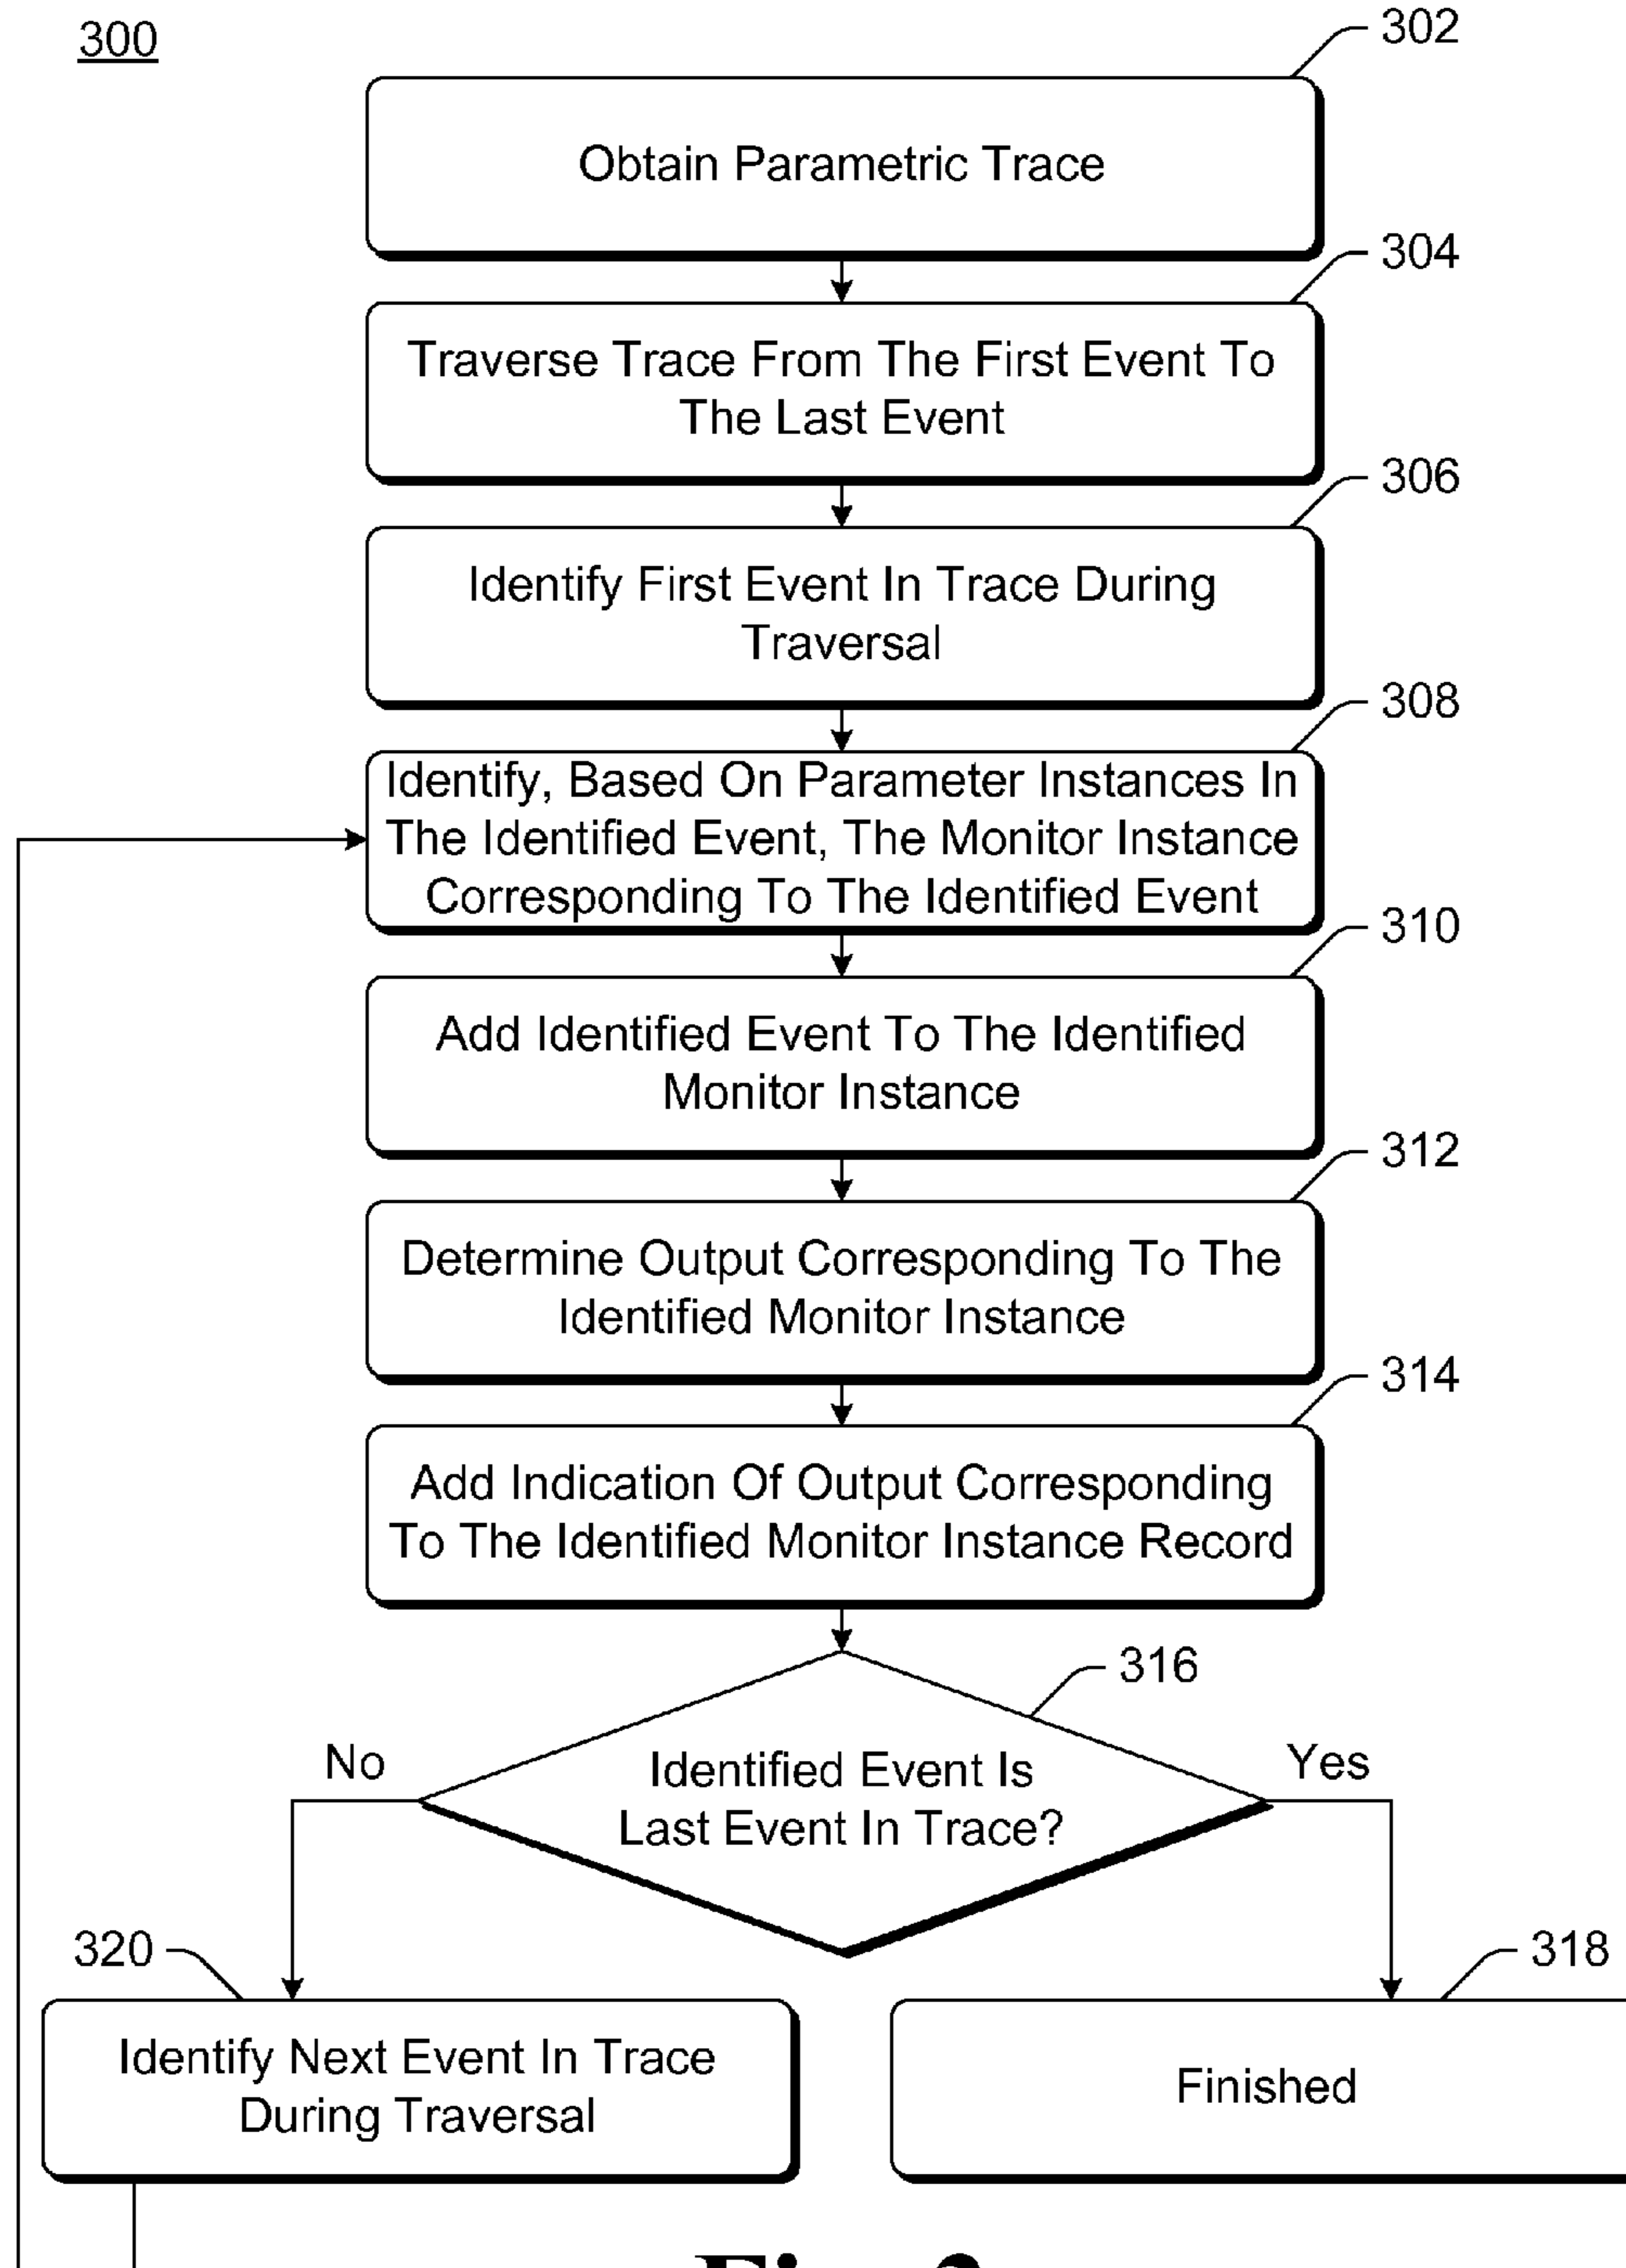 300
302
Obtain Parametric Trace
304
Traverse Trace From The First Event To
The Last Event
306
Identify First Event In Trace During
Traversal
308
Identify, Based On Parameter Instances In
The Identified Event, The Monitor Instance
Corresponding To The Identified Event
310
Add Identified Event To The Identified
Monitor Instance
312
Determine Output Corresponding To The
Identified Monitor Instance
314
Add Indication Of Output Corresponding
To The Identified Monitor Instance Record
316
Identified Event Is
Last Event In Trace?
No
Yes
320
318
Identify Next Event In Trace
During Traversal
Finished